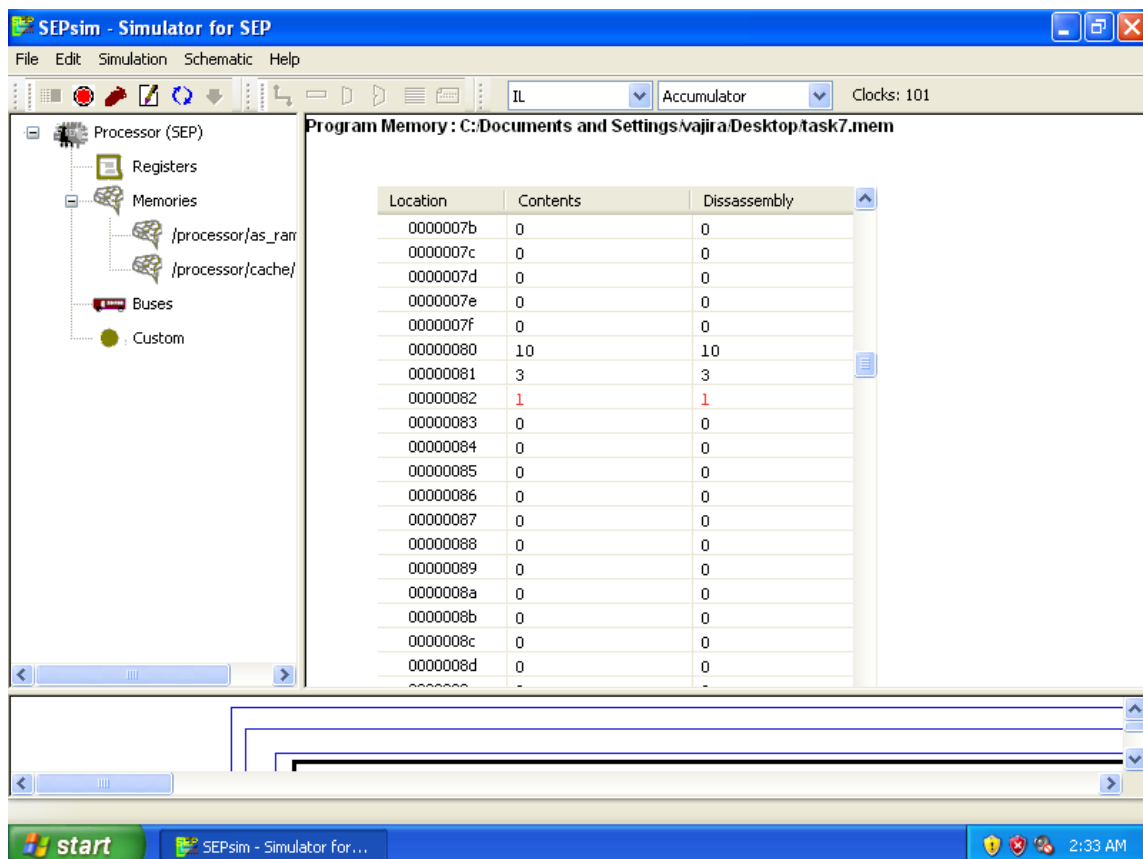 SEPsim - Simulator for SEP
File Edit Simulation Schematic Help
IL Accumulator Clocks: 101
Processor (SEP)
Registers
Memories
/processor/as_ram
/processor/cache/
Buses
Custom
Program Memory : C:/Documents and Settings/vajira/Desktop/task7.mem
Location Contents Dissassembly
0000007b 0 0
0000007c 0 0
0000007d 0 0
0000007e 0 0
0000007f 0 0
00000080 10 10
00000081 3 3
00000082 1 1
00000083 0 0
00000084 0 0
00000085 0 0
00000086 0 0
00000087 0 0
00000088 0 0
00000089 0 0
0000008a 0 0
0000008b 0 0
0000008c 0 0
0000008d 0 0
start SEPsim - Simulator for... 2:33 AM